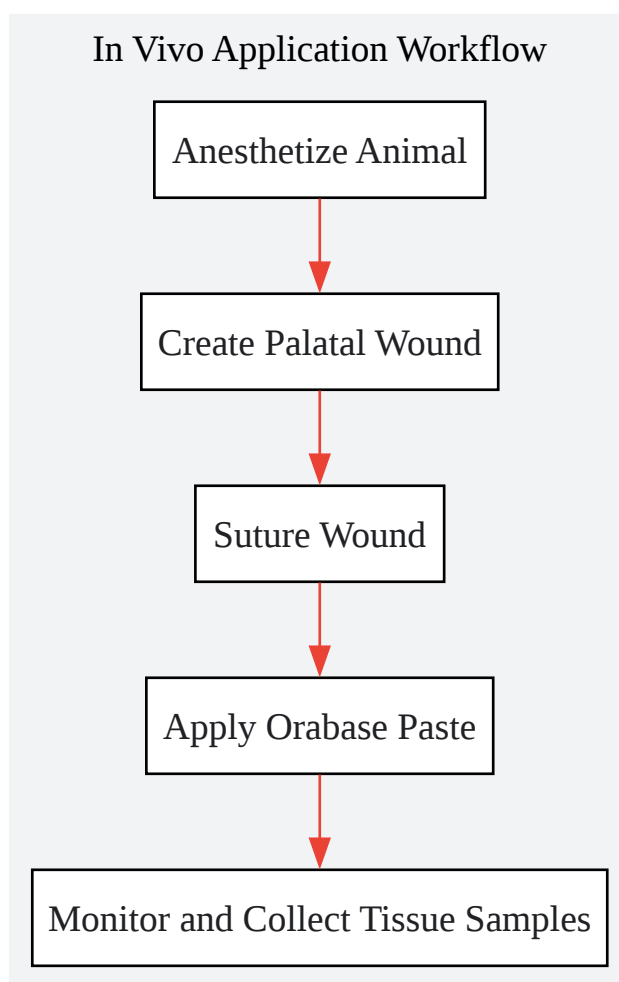 In Vivo Application Workflow
Anesthetize Animal
Create Palatal Wound
Suture Wound
Apply Orabase Paste
Monitor and Collect Tissue Samples